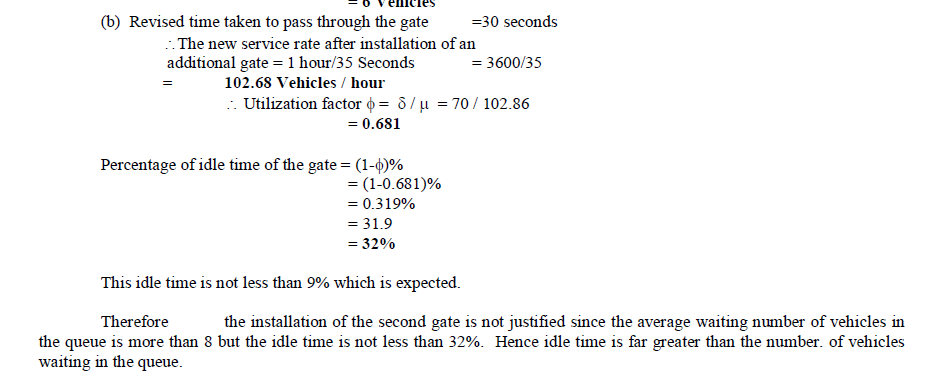 = 6 Vehicles
(b) Revised time taken to pass through the gate =30 seconds
∴The new service rate after installation of an
additional gate = 1 hour/35 Seconds = 3600/35
= 102.68 Vehicles / hour
∴ Utilization factor ϕ = δ / μ = 70 / 102.86
= 0.681
Percentage of idle time of the gate = (1-ϕ)%
= (1-0.681)%
= 0.319%
= 31.9
= 32%
This idle time is not less than 9% which is expected.
Therefore the installation of the second gate is not justified since the average waiting number of vehicles in
the queue is more than 8 but the idle time is not less than 32%. Hence idle time is far greater than the number. of vehicles
waiting in the queue.